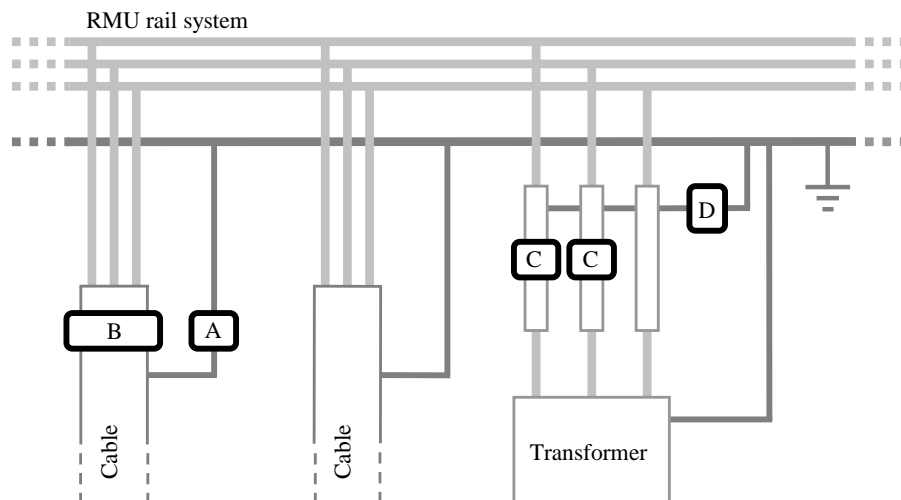 RMU rail system
D
C C
B A
Cable
Cable
Transformer